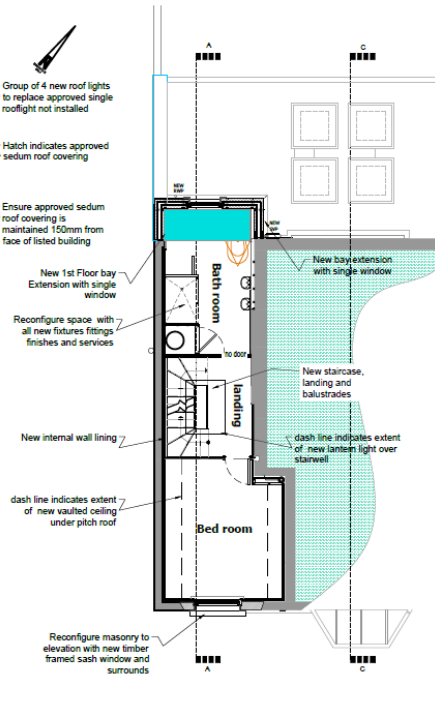 A
C
Group of 4 new roof lights
to replace approved single
rooflight not installed
Hatch indicates approved
sedum roof covering
NEW
RWP
Ensure approved sedum
roof covering is
maintained 150mm from
face of listed building
NEW
SVP
New 1st Floor bay
Extension with single
window
New bay extension
with single window
Bath room
Reconfigure space with
all new fixtures fittings
finishes and services
no door
New staircase,
landing and
balustrades
landing
New internal wall lining
dash line indicates extent
of new lantern light over
stairwell
dash line indicates extent
of new vaulted ceiling
under pitch roof
Bed room
Reconfigure masonry to
elevation with new timber
framed sash window and
surrounds
A
C